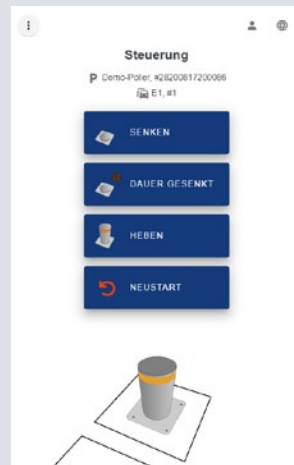 Steuerung
P Demo-Poller, #28200817200086
E1, #1
SENKEN
DAUER GESENKT
HEBEN
NEUSTART